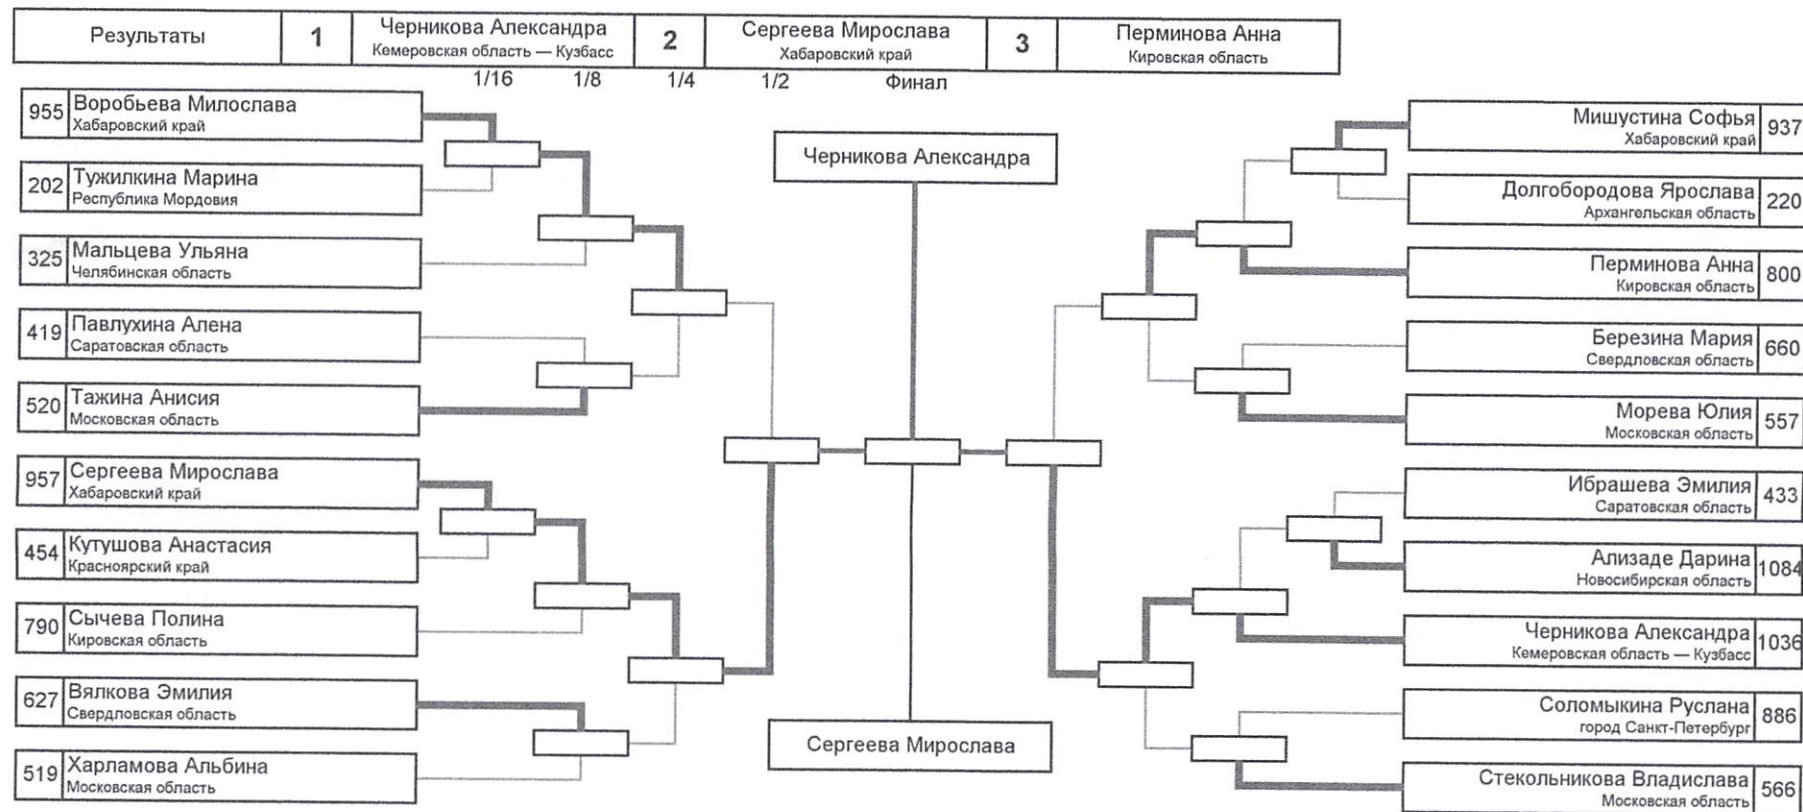 Результаты 1 Черникова Александра 2 Сергеева Мирослава 3 Перминова Анна
Кемеровская область — Кузбасс Хабаровский край Кировская область
1/16 1/8 1/4 1/2 Финал
955 Воробьева Милослава
Хабаровский край
202 Тужилкина Марина
Республика Мордовия
325 Мальцева Ульяна
Челябинская область
419 Павлухина Алена
Саратовская область
520 Тажина Анисия
Московская область
957 Сергеева Мирослава
Хабаровский край
454 Кутушова Анастасия
Красноярский край
790 Сычева Полина
Кировская область
627 Вялкова Эмилия
Свердловская область
519 Харламова Альбина
Московская область
Черникова Александра
Сергеева Мирослава
Мишустина Софья 937
Хабаровский край
Долгобородова Ярослава 220
Архангельская область
Перминова Анна 800
Кировская область
Березина Мария 660
Свердловская область
Морева Юлия 557
Московская область
Ибрашева Эмилия 433
Саратовская область
Ализаде Дарина 1084
Новосибирская область
Черникова Александра 1036
Кемеровская область — Кузбасс
Соломыкина Руслана 886
город Санкт-Петербург
Стекольникова Владислава 566
Московская область